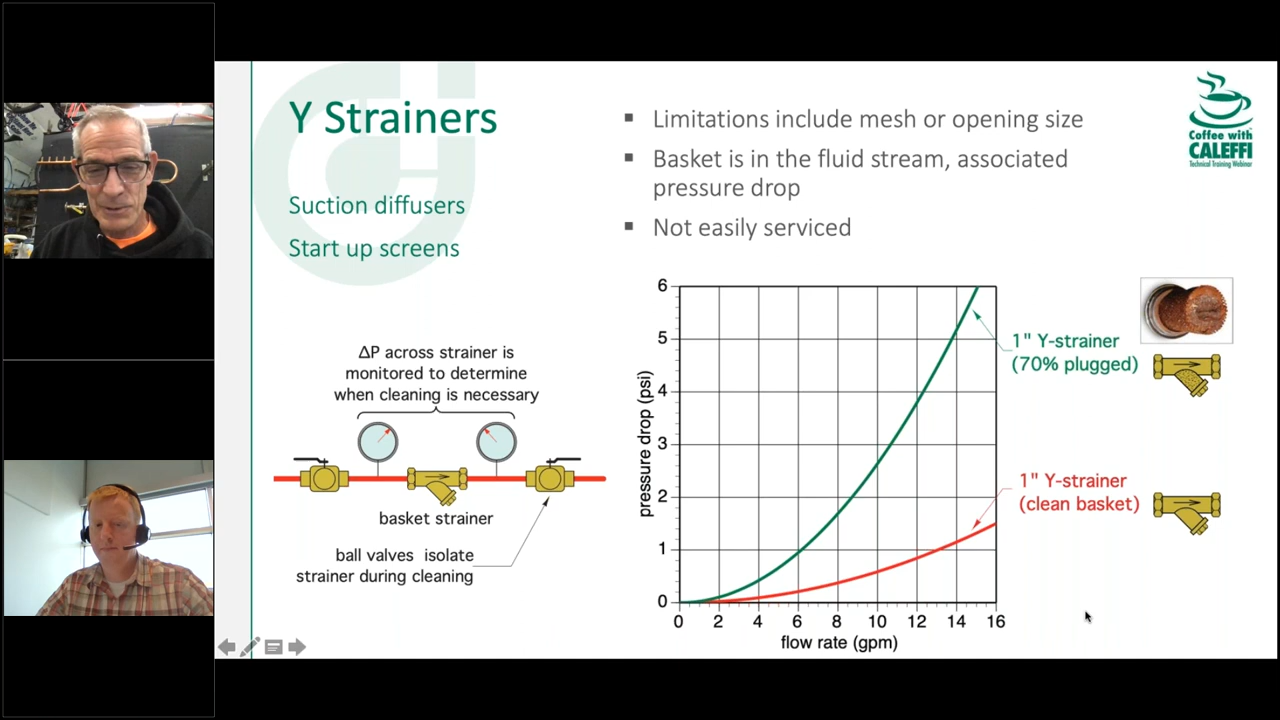 Y Strainers
Suction diffusers
Start up screens
▪ Limitations include mesh or opening size
▪ Basket is in the fluid stream, associated
pressure drop
▪ Not easily serviced
Coffee with
CALEFFI
Technical Training Webinar
ΔP across strainer is
monitored to determine
when cleaning is necessary
basket strainer
ball valves isolate
strainer during cleaning
pressure drop (psi)
6
5
4
3
2
1
0
0 2 4 6 8 10 12 14 16
flow rate (gpm)
1" Y-strainer
(70% plugged)
1" Y-strainer
(clean basket)